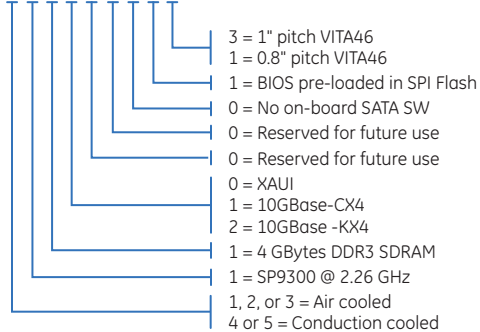 3 = 1" pitch VITA46
1 = 0.8" pitch VITA46
1 = BIOS pre-loaded in SPI Flash
0 = No on-board SATA SW
0 = Reserved for future use
0 = Reserved for future use
0 = XAUI
1 = 10GBase-CX4
2 = 10GBase -KX4
1 = 4 GBytes DDR3 SDRAM
1 = SP9300 @ 2.26 GHz
1, 2, or 3 = Air cooled
4 or 5 = Conduction cooled